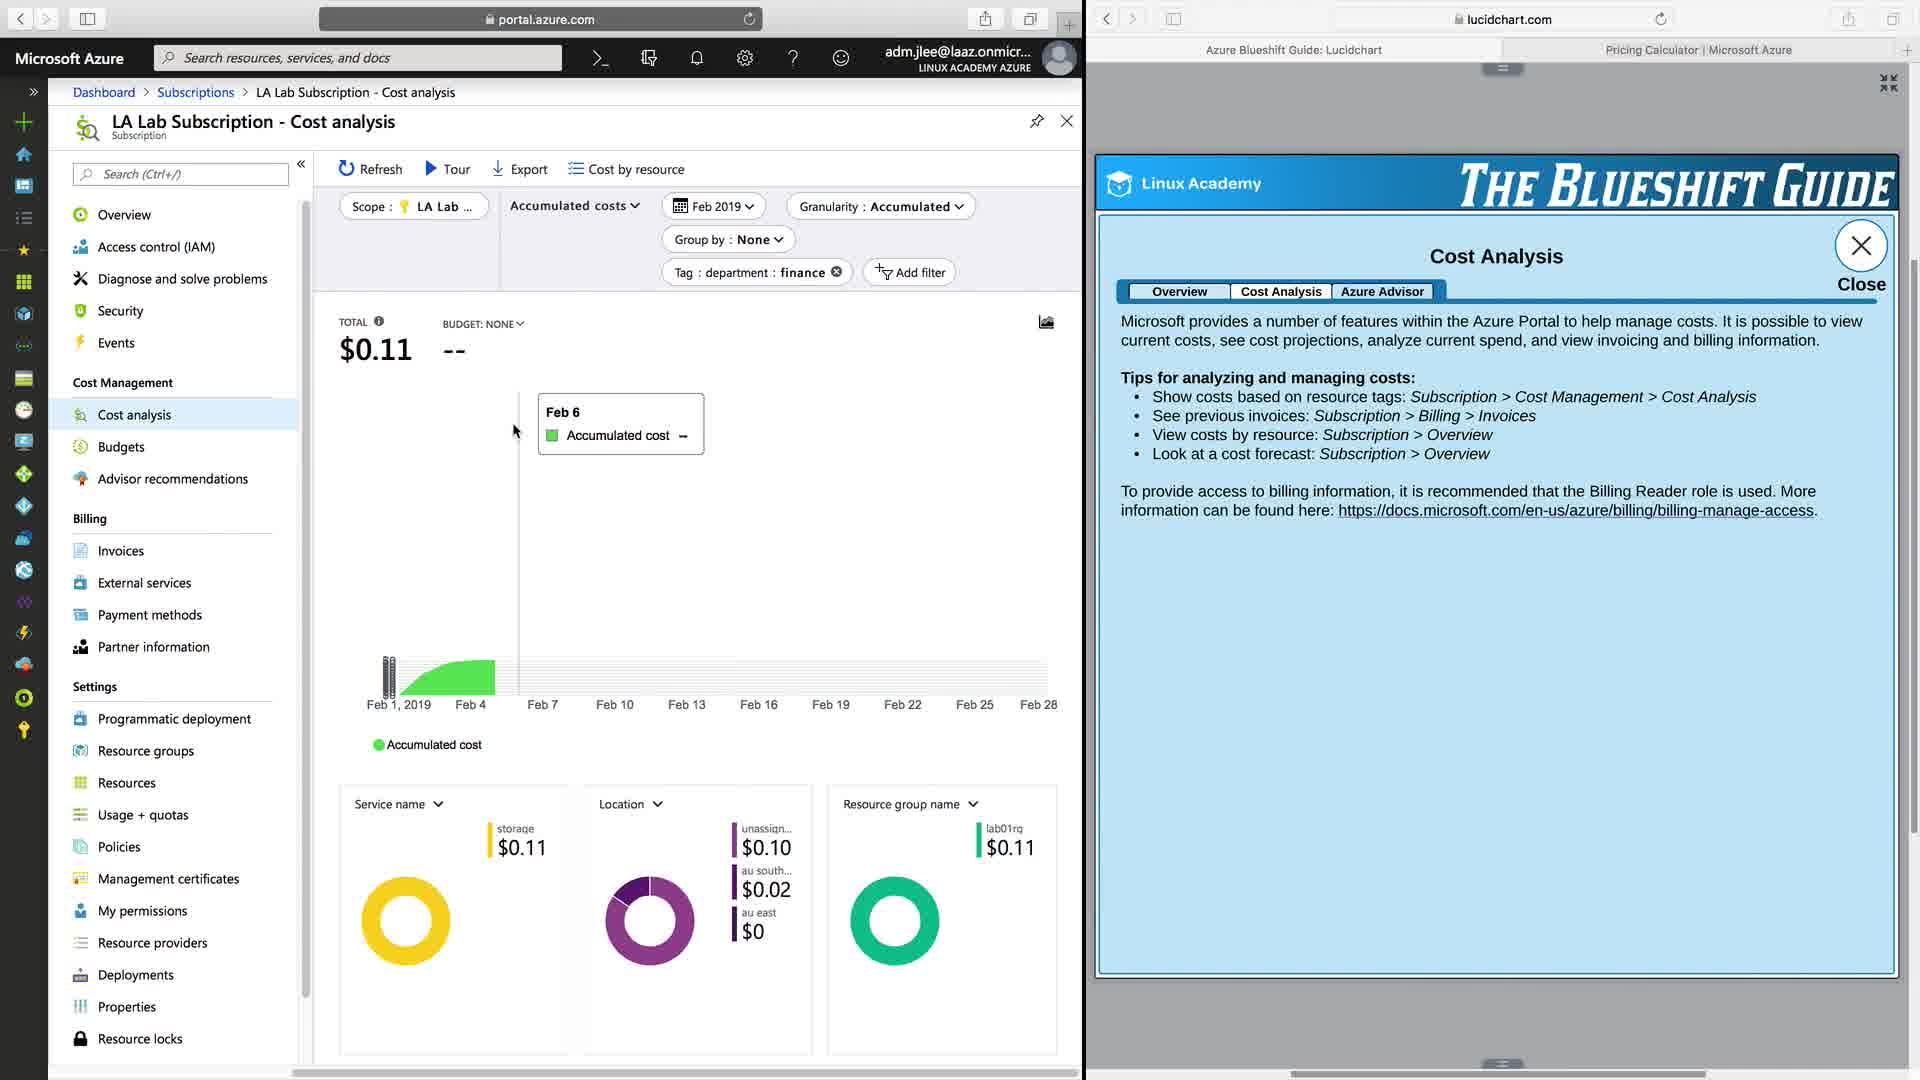 portal.azure.com
Microsoft Azure
Search resources, services, and docs
adm.jlee@laaz.onmicr...
LINUX ACADEMY AZURE
Dashboard > Subscriptions > LA Lab Subscription - Cost analysis
LA Lab Subscription - Cost analysis
Subscription
Search (Ctrl+/)
Overview
Access control (IAM)
Diagnose and solve problems
Security
Events
Cost Management
Cost analysis
Budgets
Advisor recommendations
Billing
Invoices
External services
Payment methods
Partner information
Settings
Programmatic deployment
Resource groups
Resources
Usage + quotas
Policies
Management certificates
My permissions
Resource providers
Deployments
Properties
Resource locks
Refresh Tour Export Cost by resource
Scope : LA Lab ... Accumulated costs Feb 2019 Granularity : Accumulated
Group by : None
Tag : department : finance Add filter
TOTAL BUDGET: NONE
$0.11 --
Feb 6
Accumulated cost --
Feb 1, 2019 Feb 4 Feb 7 Feb 10 Feb 13 Feb 16 Feb 19 Feb 22 Feb 25 Feb 28
Accumulated cost
Service name
storage
$0.11
Location
unassign...
$0.10
au south...
$0.02
au east
$0
Resource group name
lab01rg
$0.11
lucidchart.com
Azure Blueshift Guide: Lucidchart
Pricing Calculator | Microsoft Azure
Linux Academy
THE BLUESHIFT GUIDE
Cost Analysis
Close
Overview Cost Analysis Azure Advisor
Microsoft provides a number of features within the Azure Portal to help manage costs. It is possible to view
current costs, see cost projections, analyze current spend, and view invoicing and billing information.
Tips for analyzing and managing costs:
• Show costs based on resource tags: Subscription > Cost Management > Cost Analysis
• See previous invoices: Subscription > Billing > Invoices
• View costs by resource: Subscription > Overview
• Look at a cost forecast: Subscription > Overview
To provide access to billing information, it is recommended that the Billing Reader role is used. More
information can be found here: https://docs.microsoft.com/en-us/azure/billing/billing-manage-access.